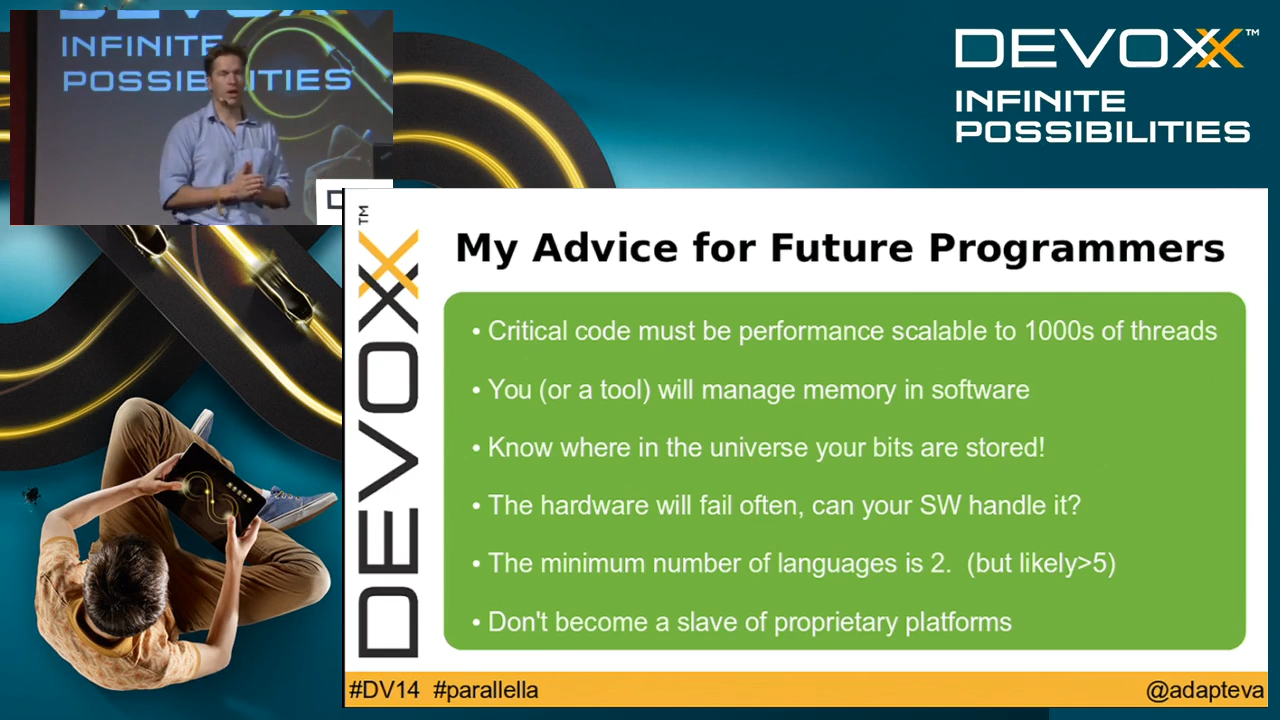 DEVOXX
INFINITE
POSSIBILITIES
DEVOXX™
INFINITE
POSSIBILITIES
DEVOXX™
My Advice for Future Programmers
• Critical code must be performance scalable to 1000s of threads
• You (or a tool) will manage memory in software
• Know where in the universe your bits are stored!
• The hardware will fail often, can your SW handle it?
• The minimum number of languages is 2.  (but likely>5)
• Don't become a slave of proprietary platforms
#DV14  #parallella
@adapteva